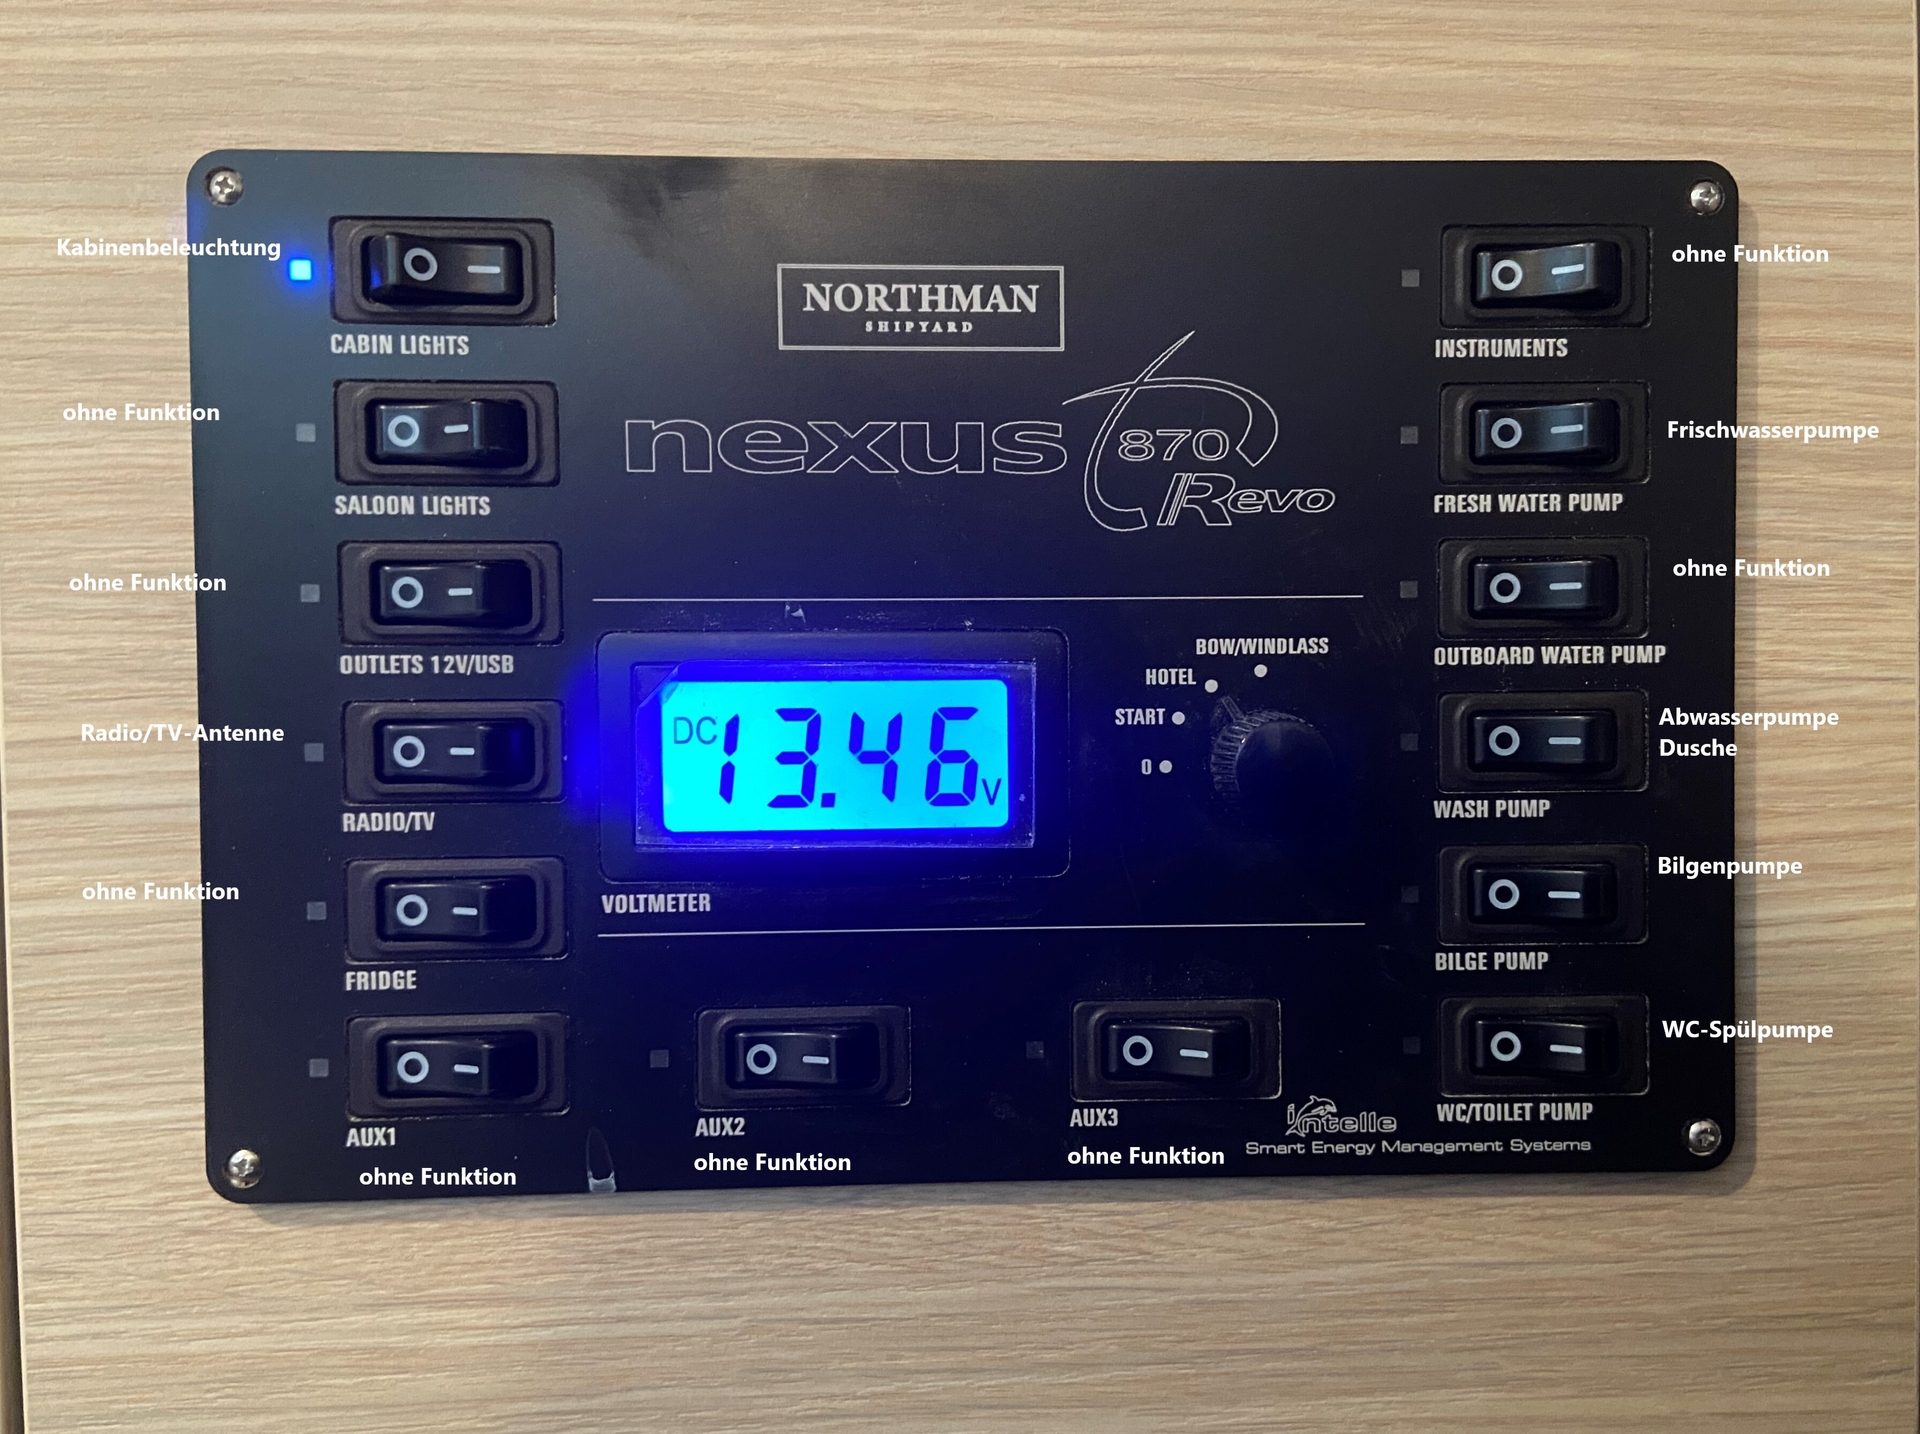 Kabinenbeleuchtung
CABIN LIGHTS
ohne Funktion
SALOON LIGHTS
ohne Funktion
OUTLETS 12V/USB
Radio/TV-Antenne
RADIO/TV
ohne Funktion
FRIDGE
AUX1
ohne Funktion
NORTHMAN
SHIPYARD
nexus 870
Revo
DC 13.46 V
VOLTMETER
BOW/WINDLASS
HOTEL
START
0
AUX2
ohne Funktion
AUX3
ohne Funktion
ohne Funktion
INSTRUMENTS
Frischwasserpumpe
FRESH WATER PUMP
ohne Funktion
OUTBOARD WATER PUMP
Abwasserpumpe
Dusche
WASH PUMP
Bilgenpumpe
BILGE PUMP
WC-Spülpumpe
WC/TOILET PUMP
intelle
Smart Energy Management Systems